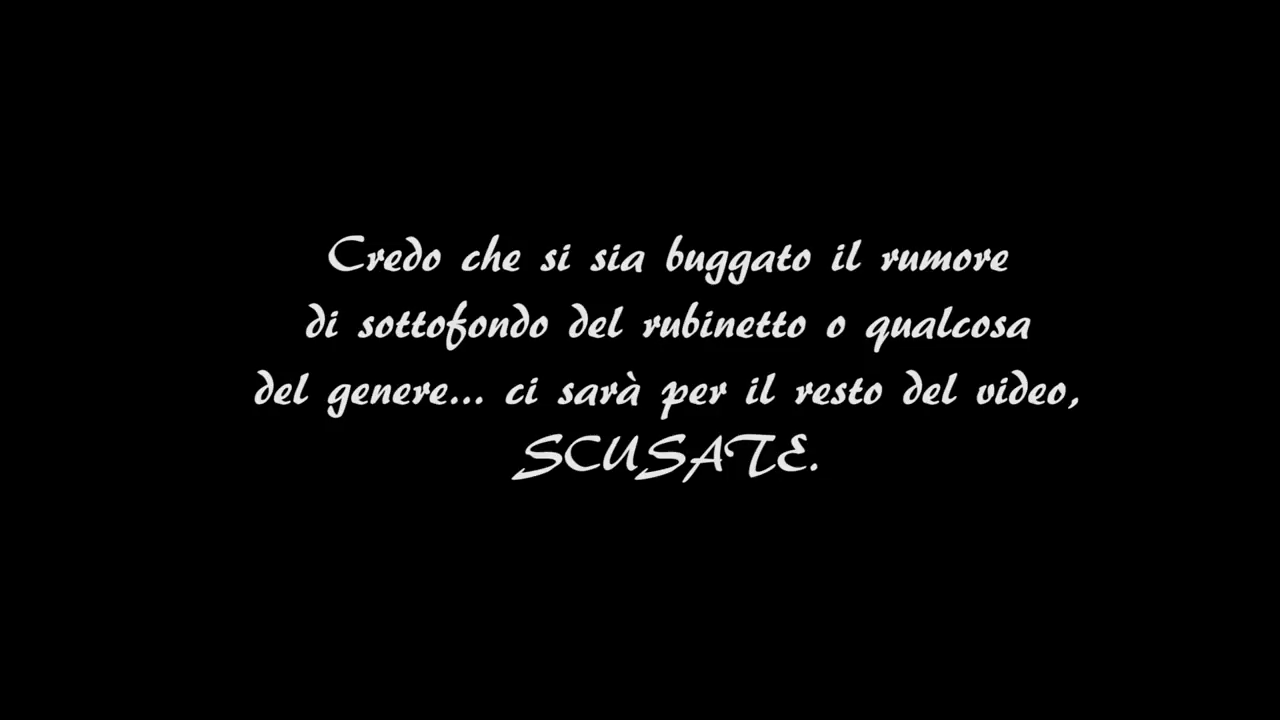 Credo che si sia buggato il rumore
di sottofondo del rubinetto o qualcosa
del genere... ci sarà per il resto del video,
SCUSATE.